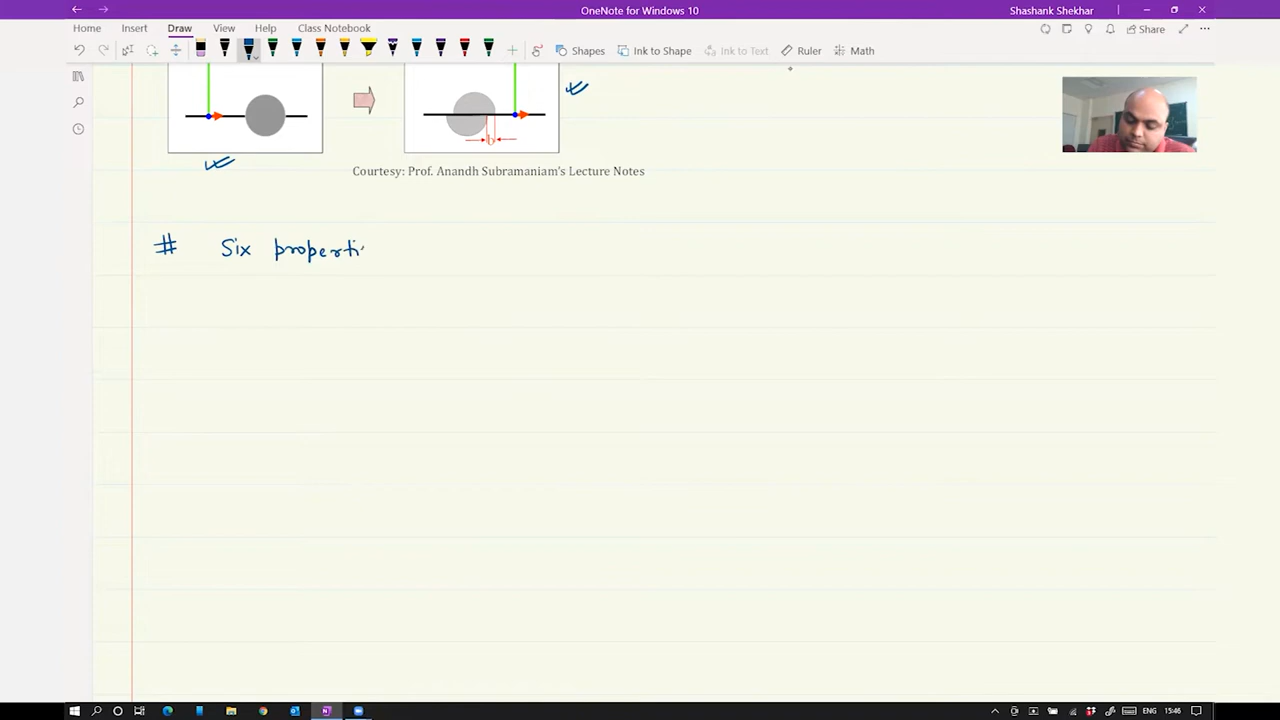 OneNote for Windows 10
Shashank Shekhar
Home Insert Draw View Help Class Notebook
Share
Shapes Ink to Shape Ink to Text Ruler Math
b
Courtesy: Prof. Anandh Subramaniam's Lecture Notes
# Six properti
ENG 15:46